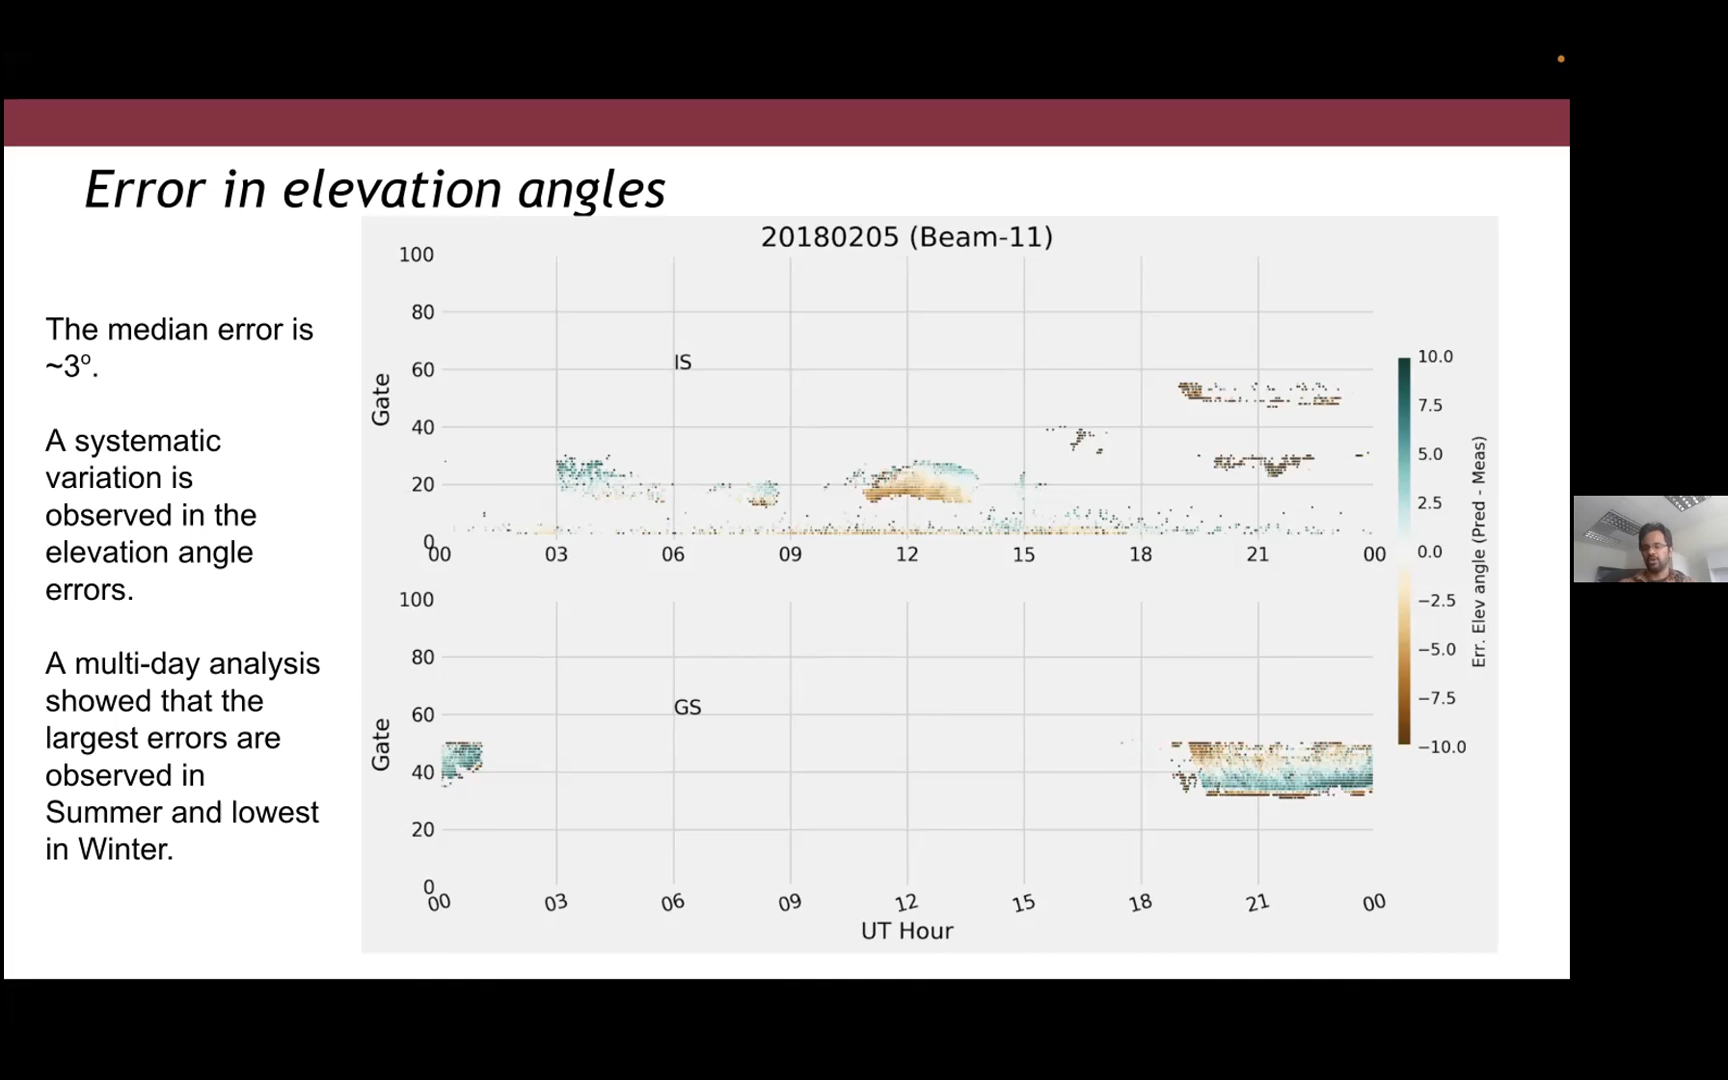 Error in elevation angles
The median error is
~3º.
A systematic
variation is
observed in the
elevation angle
errors.
A multi-day analysis
showed that the
largest errors are
observed in
Summer and lowest
in Winter.
20180205 (Beam-11)
100
80
60
40
20
0
Gate
IS
00 03 06 09 12 15 18 21 00
100
80
60
40
20
0
Gate
GS
00 03 06 09 12 15 18 21 00
UT Hour
10.0
7.5
5.0
2.5
0.0
−2.5
−5.0
−7.5
−10.0
Err. Elev angle (Pred - Meas)